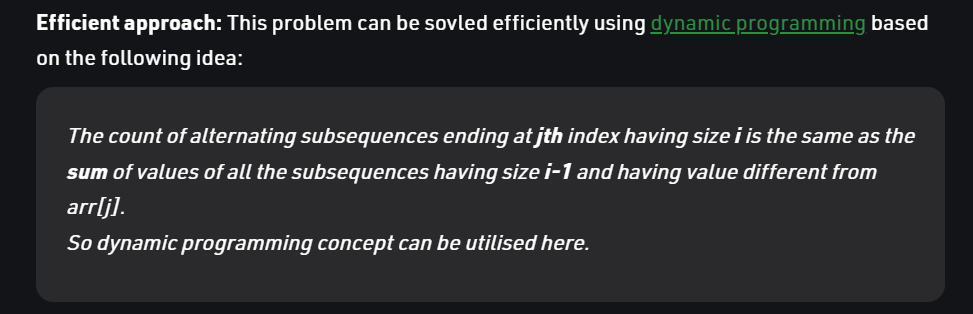 Efficient approach: This problem can be sovled efficiently using dynamic programming based
on the following idea:
The count of alternating subsequences ending at jth index having size i is the same as the
sum of values of all the subsequences having size i-1 and having value different from
arr[j].
So dynamic programming concept can be utilised here.